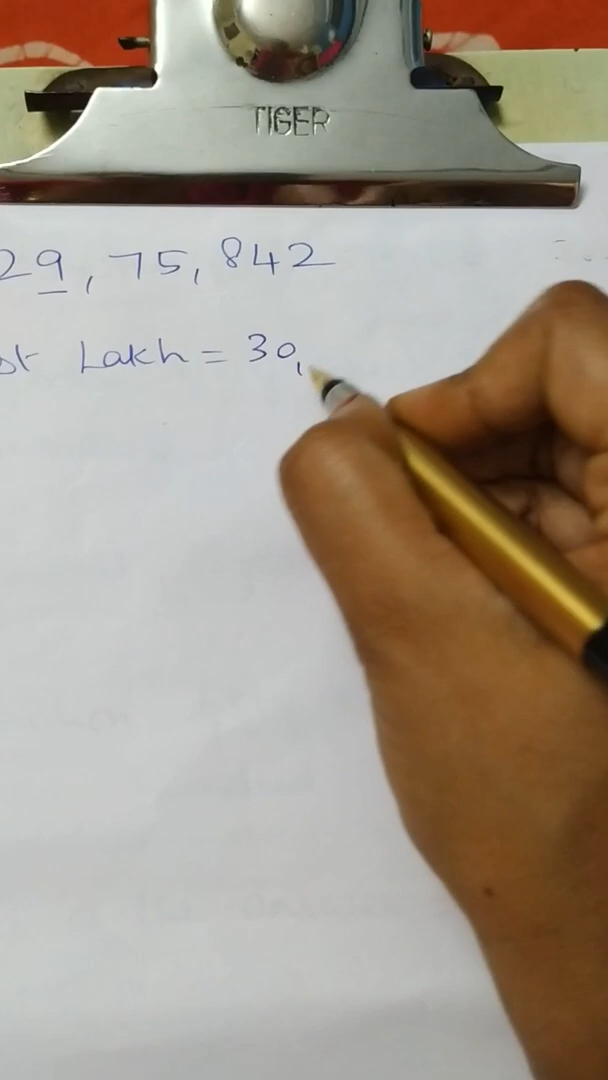 TIGER
29,75,842
Lakh = 30,